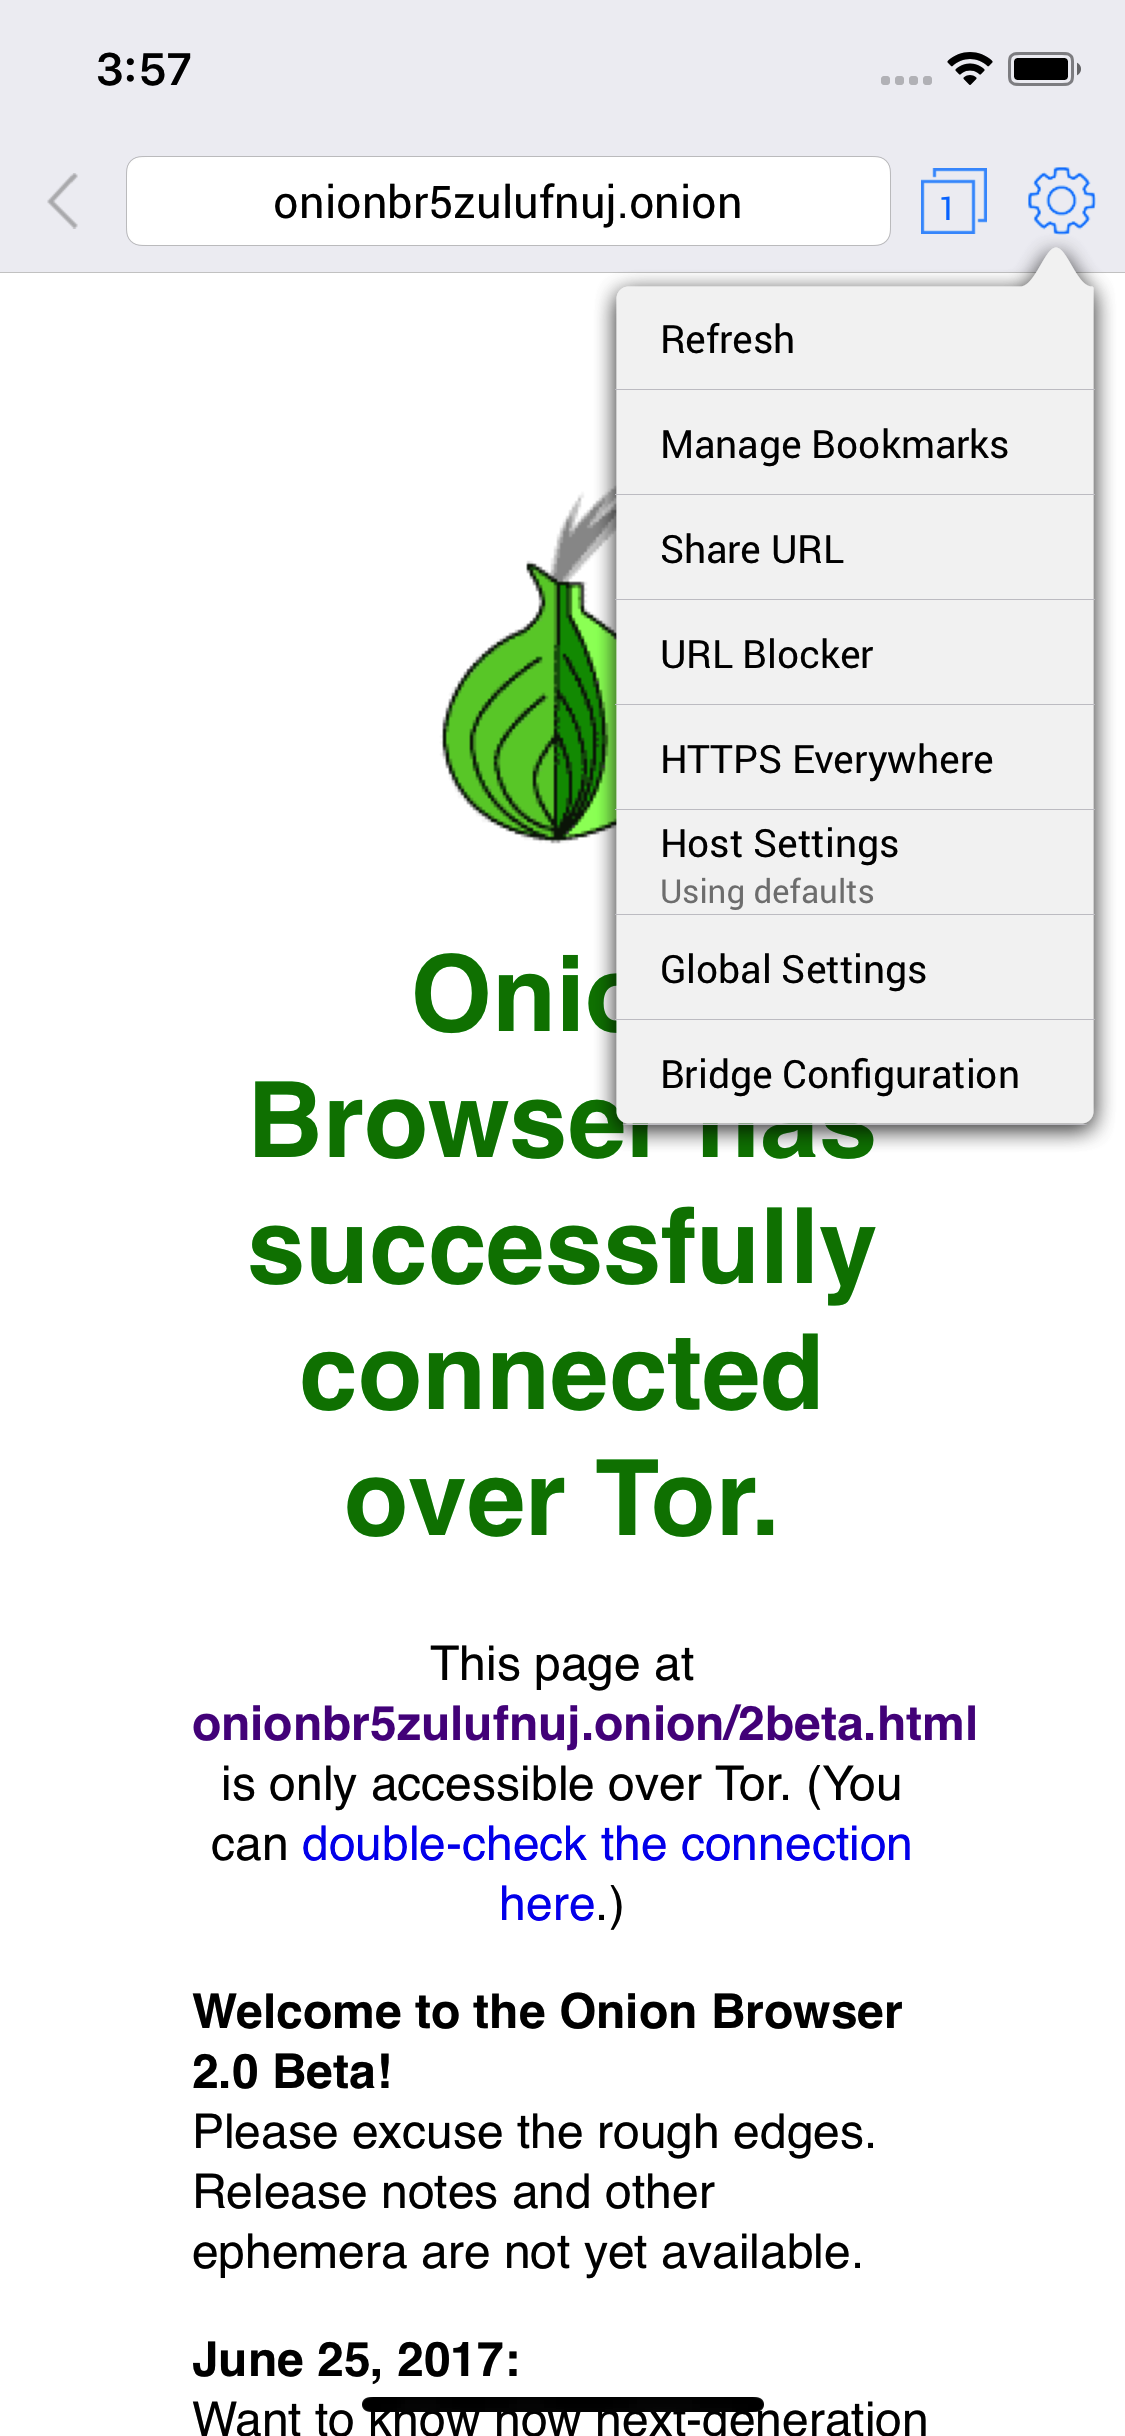 3:57
onionbr5zulufnuj.onion
1
Refresh
Manage Bookmarks
Share URL
URL Blocker
HTTPS Everywhere
Host Settings
Using defaults
Global Settings
Bridge Configuration
Browser has
successfully
connected
over Tor.
This page at
onionbr5zulufnuj.onion/2beta.html
is only accessible over Tor. (You
can double-check the connection
here.)
Welcome to the Onion Browser
2.0 Beta!
Please excuse the rough edges.
Release notes and other
ephemera are not yet available.
June 25, 2017:
Want to know how next-generation